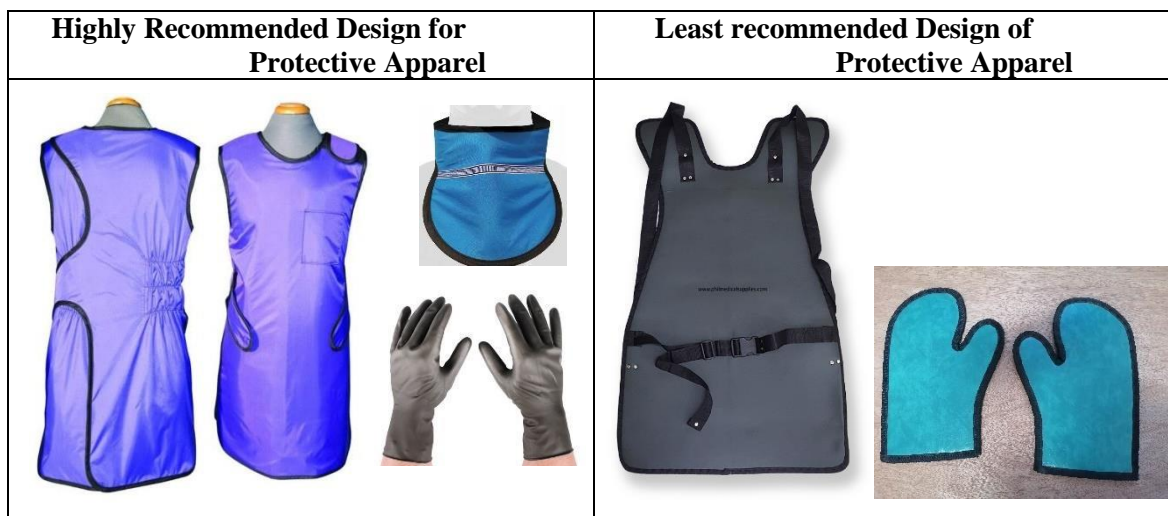 Highly Recommended Design for
Protective Apparel
Least recommended Design of
Protective Apparel